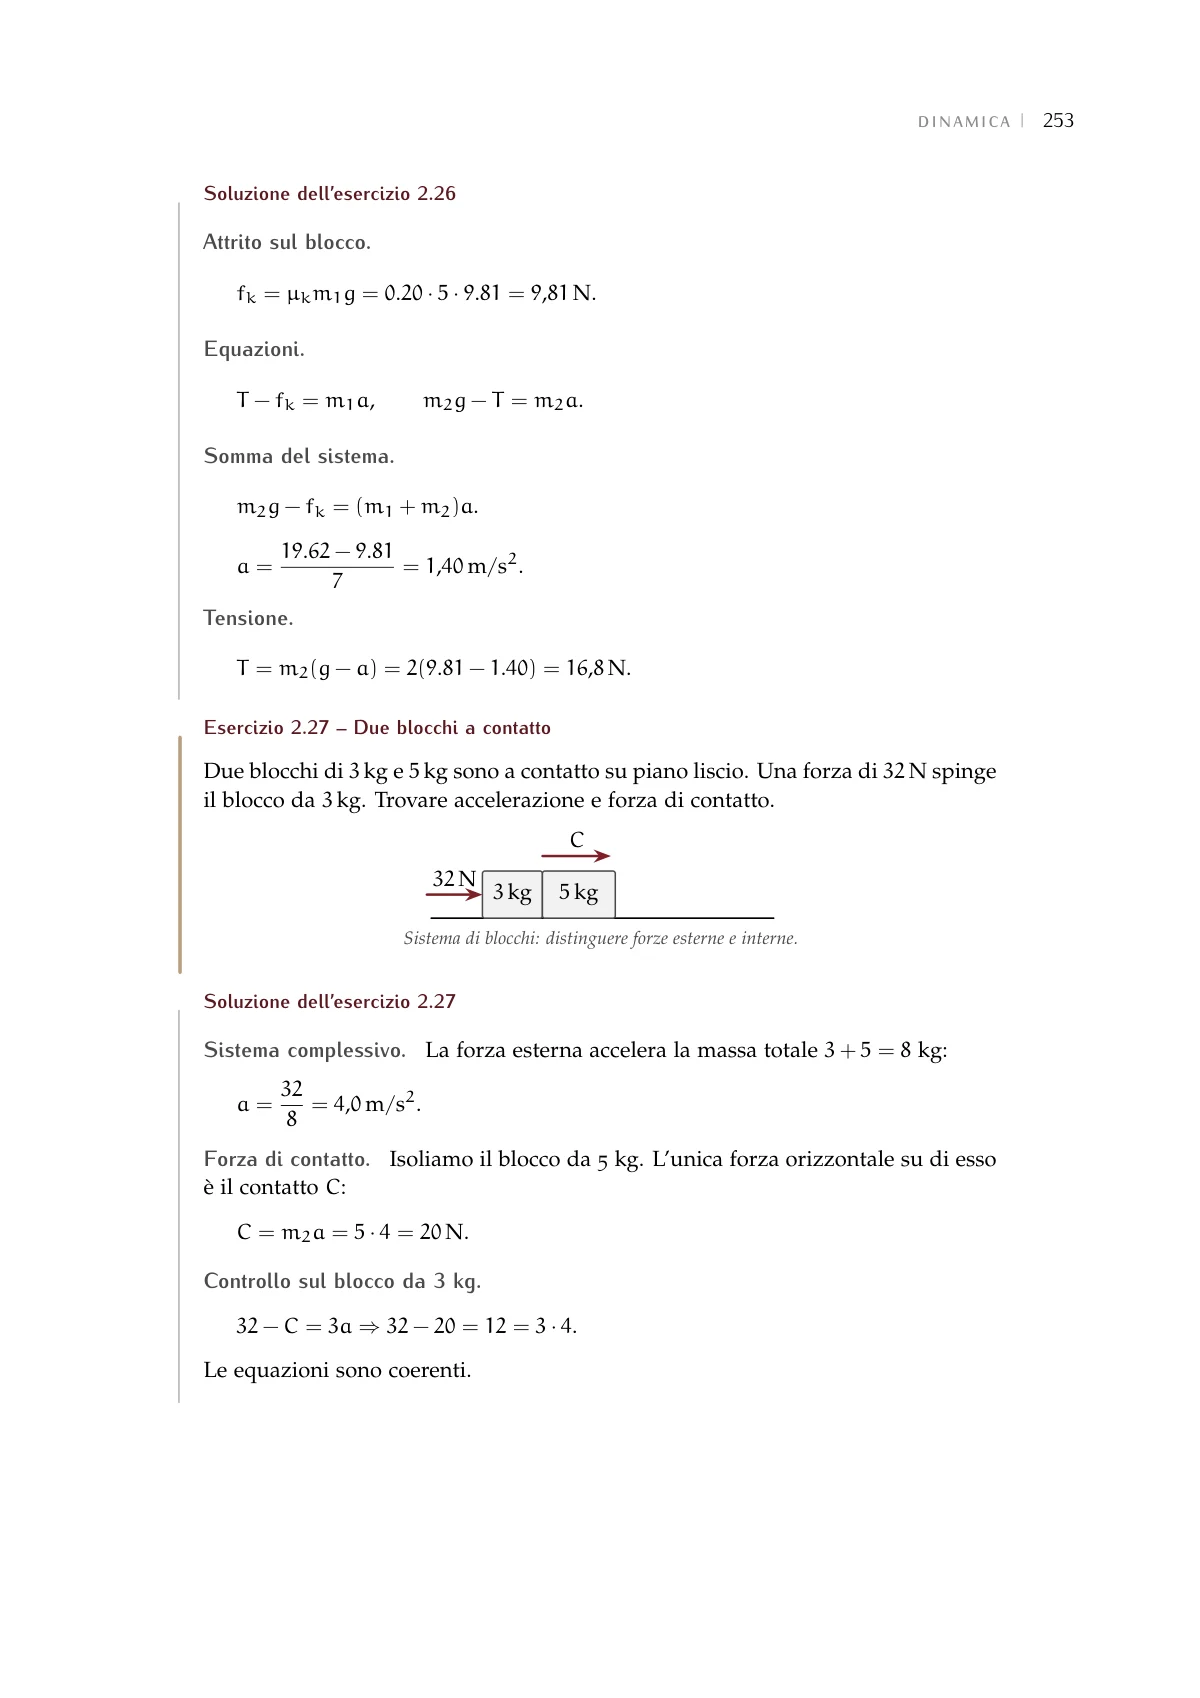 DINAMICA | 253
Soluzione dell'esercizio 2.26
Attrito sul blocco.
fₖ = μₖm₁g = 0.20 · 5 · 9.81 = 9,81 N.
Equazioni.
T − fₖ = m₁a, m₂g − T = m₂a.
Somma del sistema.
m₂g − fₖ = (m₁ + m₂)a.
a = (19.62 − 9.81)/7 = 1,40 m/s².
Tensione.
T = m₂(g − a) = 2(9.81 − 1.40) = 16,8 N.
Esercizio 2.27 – Due blocchi a contatto
Due blocchi di 3 kg e 5 kg sono a contatto su piano liscio. Una forza di 32 N spinge
il blocco da 3 kg. Trovare accelerazione e forza di contatto.
C
32 N
3 kg 5 kg
Sistema di blocchi: distinguere forze esterne e interne.
Soluzione dell'esercizio 2.27
Sistema complessivo. La forza esterna accelera la massa totale 3 + 5 = 8 kg:
a = 32/8 = 4,0 m/s².
Forza di contatto. Isoliamo il blocco da 5 kg. L'unica forza orizzontale su di esso
è il contatto C:
C = m₂a = 5 · 4 = 20 N.
Controllo sul blocco da 3 kg.
32 − C = 3a ⇒ 32 − 20 = 12 = 3 · 4.
Le equazioni sono coerenti.